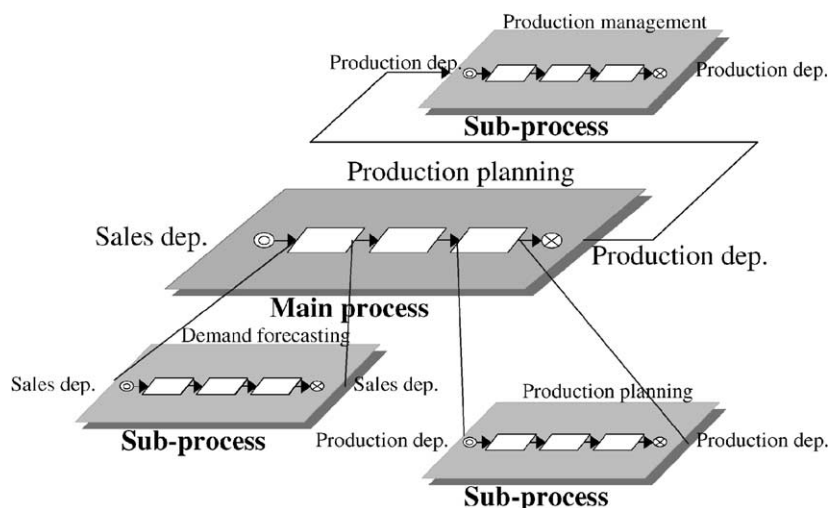 Production management
Production dep.
Production dep.
Sub-process
Production planning
Sales dep.
Production dep.
Main process
Demand forecasting
Sales dep.
Sales dep.
Sub-process
Production planning
Production dep.
Production dep.
Sub-process